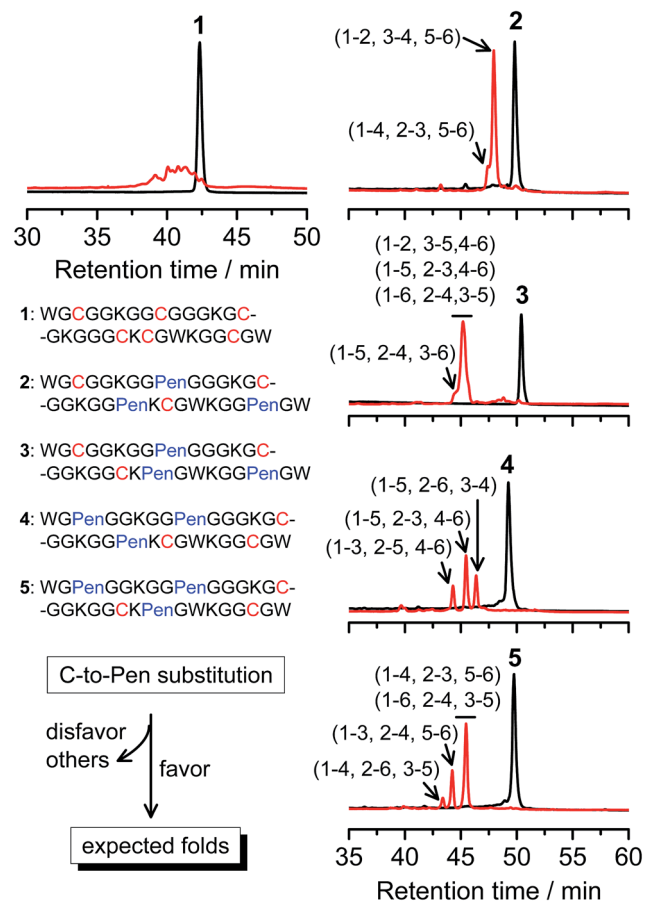 1
30 35 40 45 50
Retention time / min
1: WGCGGKGGCGGGKGC-
-GKGGGCKCGWKGGCGW
2: WGCGGKGGPenGGGKGC-
-GGKGGPenKCGWKGGPenGW
3: WGCGGKGGPenGGGKGC-
-GGKGGCKPenGWKGGPenGW
4: WGPenGGKGGPenGGGKGC-
-GGKGGPenKCGWKGGCGW
5: WGPenGGKGGPenGGGKGC-
-GGKGGCKPenGWKGGCGW
C-to-Pen substitution
disfavor
others
favor
expected folds
2
(1-2, 3-4, 5-6)
(1-4, 2-3, 5-6)
(1-2, 3-5,4-6)
(1-5, 2-3,4-6)
(1-6, 2-4,3-5)
3
(1-5, 2-4, 3-6)
4
(1-5, 2-6, 3-4)
(1-5, 2-3, 4-6)
(1-3, 2-5, 4-6)
5
(1-4, 2-3, 5-6)
(1-6, 2-4, 3-5)
(1-3, 2-4, 5-6)
(1-4, 2-6, 3-5)
35 40 45 50 55 60
Retention time / min